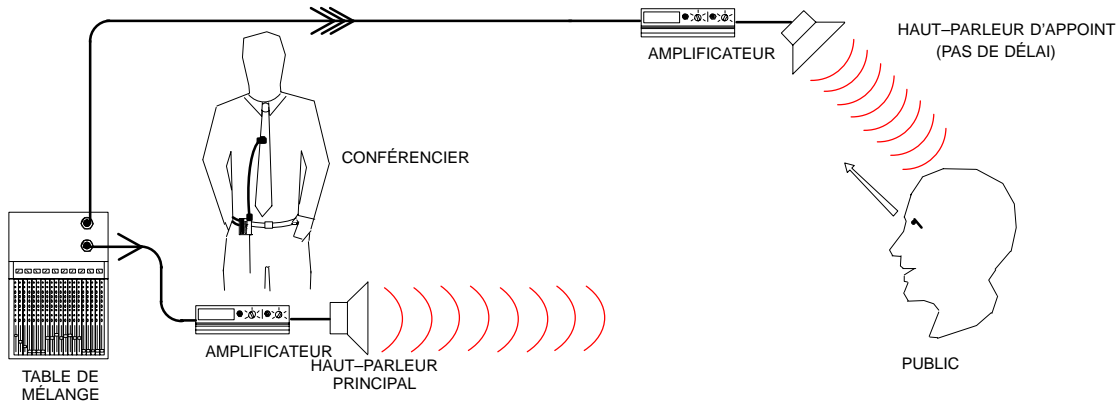 HAUT–PARLEUR D'APPOINT
(PAS DE DÉLAI)
AMPLIFICATEUR
CONFÉRENCIER
AMPLIFICATEUR
HAUT–PARLEUR
PRINCIPAL
PUBLIC
TABLE DE
MÉLANGE